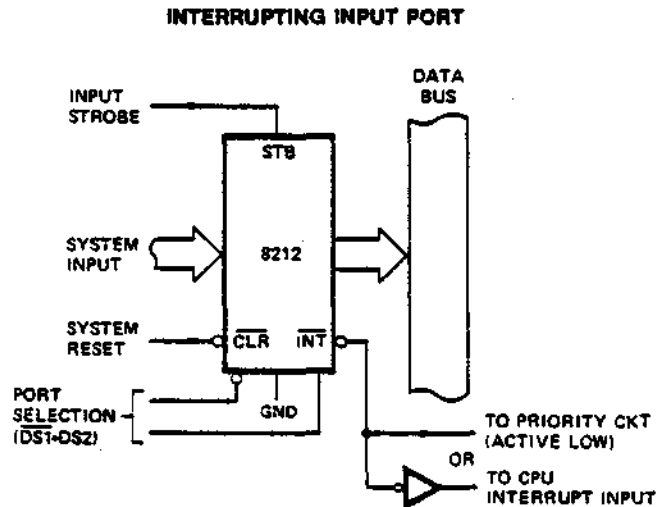 INTERRUPTING INPUT PORT
DATA
BUS
INPUT
STROBE
STB
SYSTEM
INPUT
8212
SYSTEM
RESET
CLR
INT
PORT
SELECTION
(DS1•DS2)
GND
TO PRIORITY CKT
(ACTIVE LOW)
OR
TO CPU
INTERRUPT INPUT